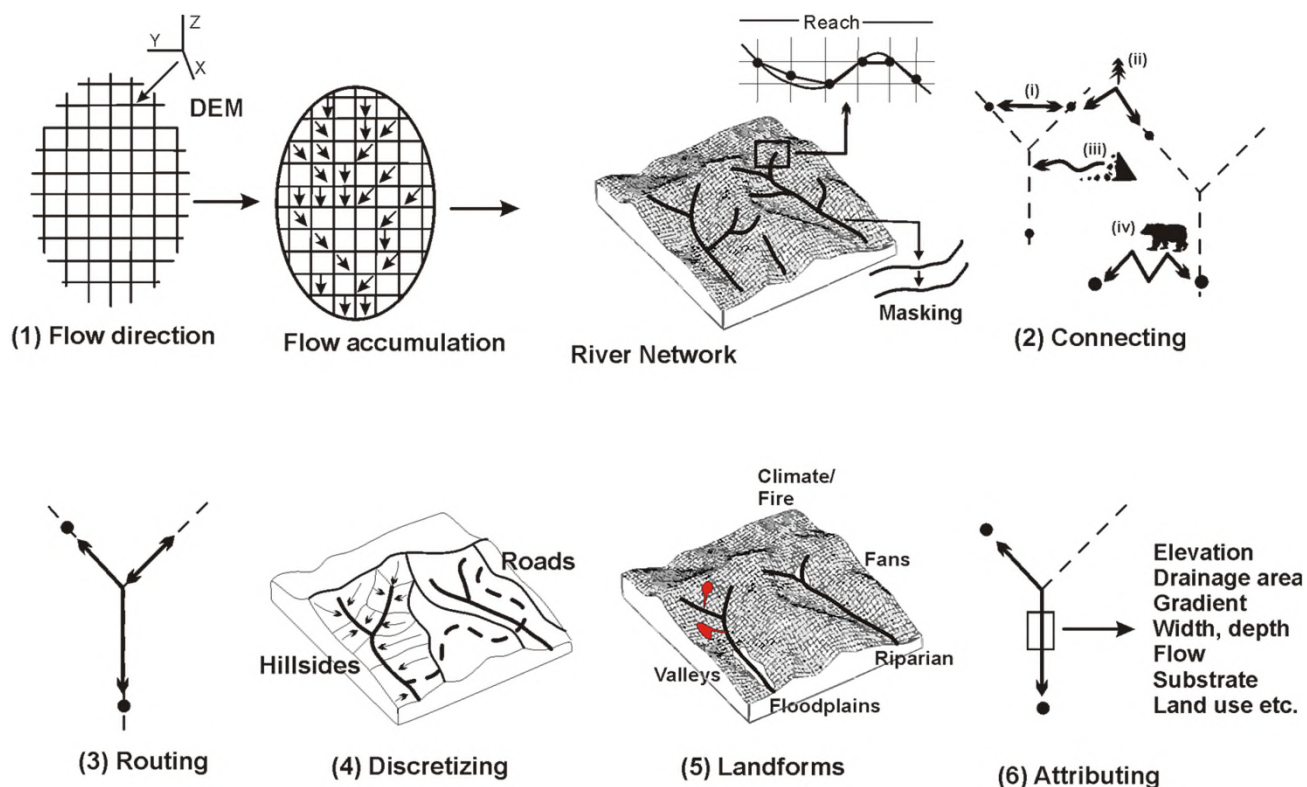 Z
Y
X
DEM
(1) Flow direction
Flow accumulation
River Network
Reach
Masking
(i)
(ii)
(iii)
(iv)
(2) Connecting
(3) Routing
Roads
Hillsides
(4) Discretizing
Climate/
Fire
Fans
Valleys
Riparian
Floodplains
(5) Landforms
Elevation
Drainage area
Gradient
Width, depth
Flow
Substrate
Land use etc.
(6) Attributing